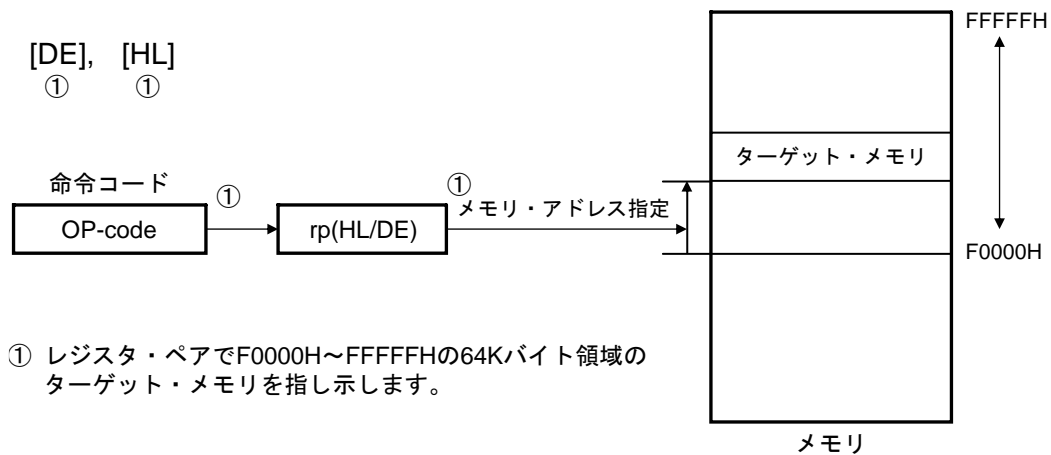 FFFFFH
[DE], [HL]
① ①
ターゲット・メモリ
命令コード
① ①
メモリ・アドレス指定
OP-code
rp(HL/DE)
F0000H
① レジスタ・ペアでF0000H～FFFFFHの64Kバイト領域の
ターゲット・メモリを指し示します。
メモリ